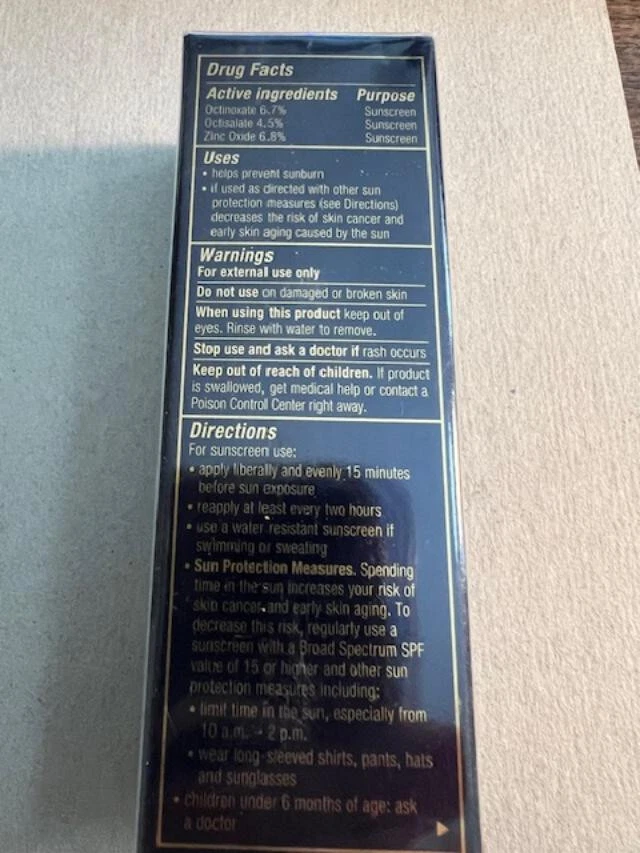 Drug Facts
Active ingredients Purpose
Octinoxate 6.7% Sunscreen
Octisalate 4.5% Sunscreen
Zinc Oxide 6.8% Sunscreen
Uses
• helps prevent sunburn
• if used as directed with other sun
protection measures (see Directions)
decreases the risk of skin cancer and
early skin aging caused by the sun
Warnings
For external use only
Do not use on damaged or broken skin
When using this product keep out of
eyes. Rinse with water to remove.
Stop use and ask a doctor if rash occurs
Keep out of reach of children. If product
is swallowed, get medical help or contact a
Poison Control Center right away.
Directions
For sunscreen use:
• apply liberally and evenly 15 minutes
before sun exposure
• reapply at least every two hours
• use a water resistant sunscreen if
swimming or sweating
• Sun Protection Measures. Spending
time in the sun increases your risk of
skin cancer and early skin aging. To
decrease this risk, regularly use a
sunscreen with a Broad Spectrum SPF
value of 15 or higher and other sun
protection measures including:
• limit time in the sun, especially from
10 a.m. - 2 p.m.
• wear long-sleeved shirts, pants, hats
and sunglasses
• children under 6 months of age: ask
a doctor